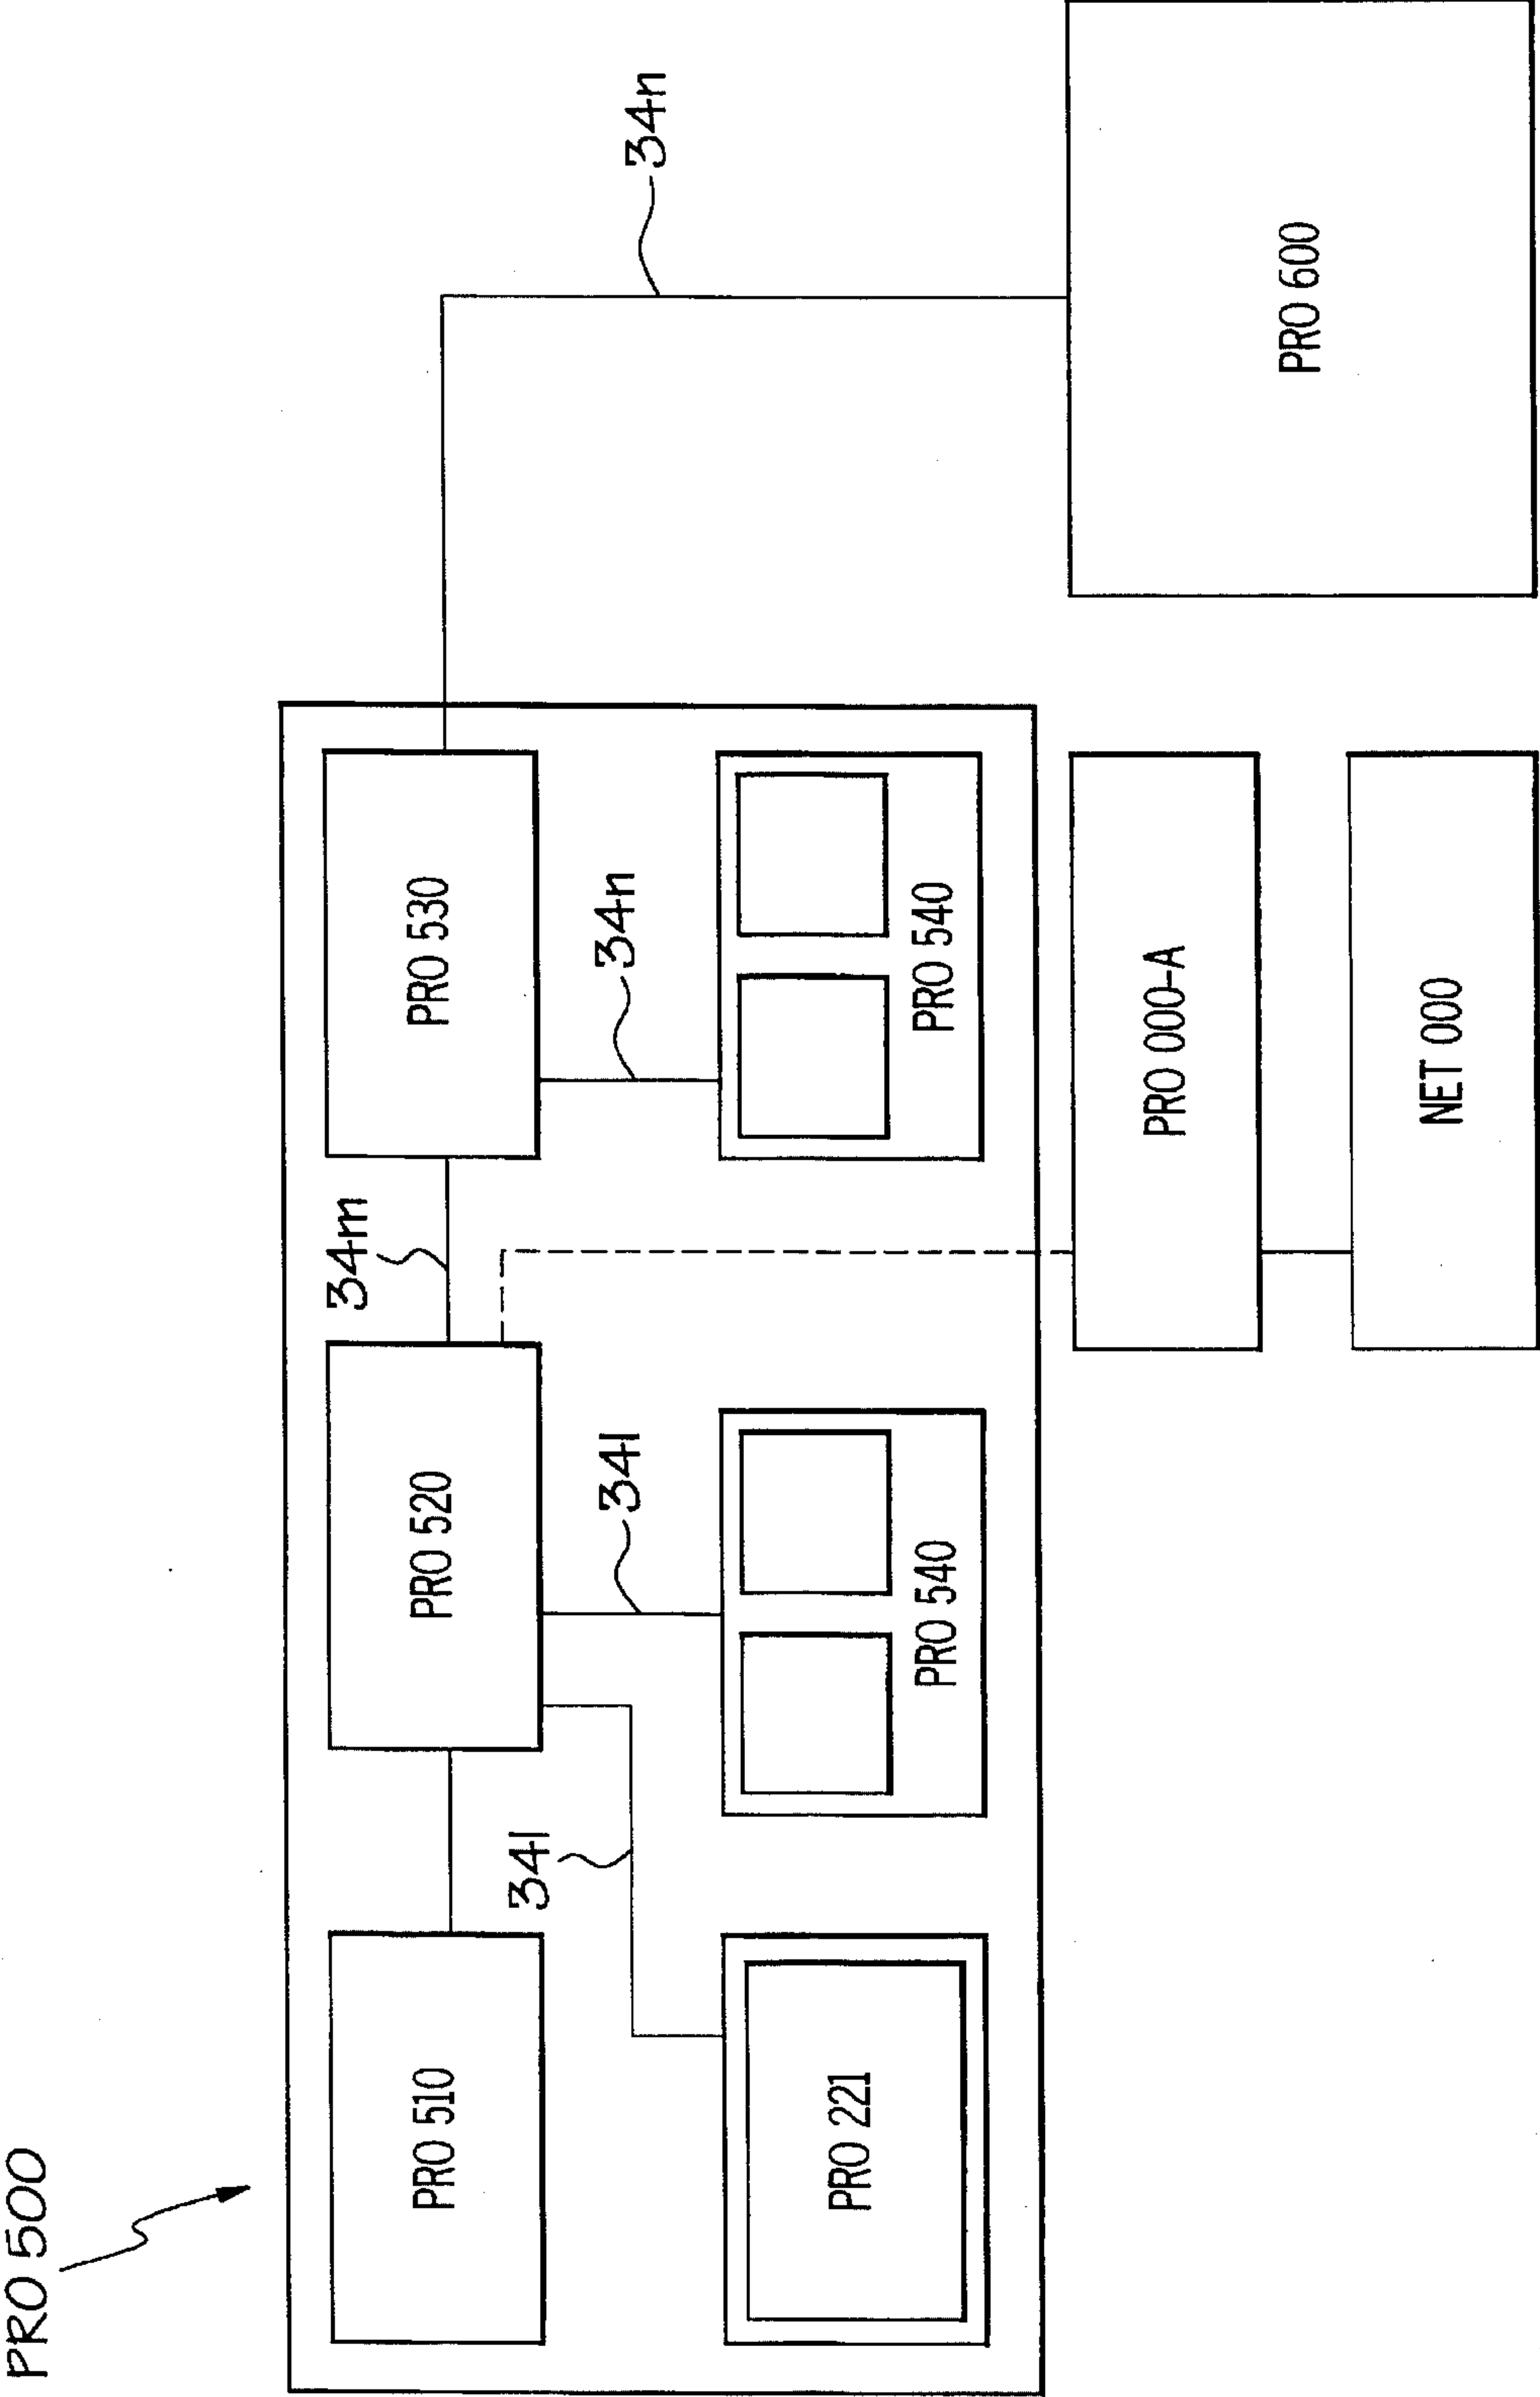 PRO 500
PRO 510
PRO 520
34m
PRO 530
34n
34l
34l
34n
PRO 221
PRO 540
PRO 540
PRO 000-A
PRO 600
NET 000